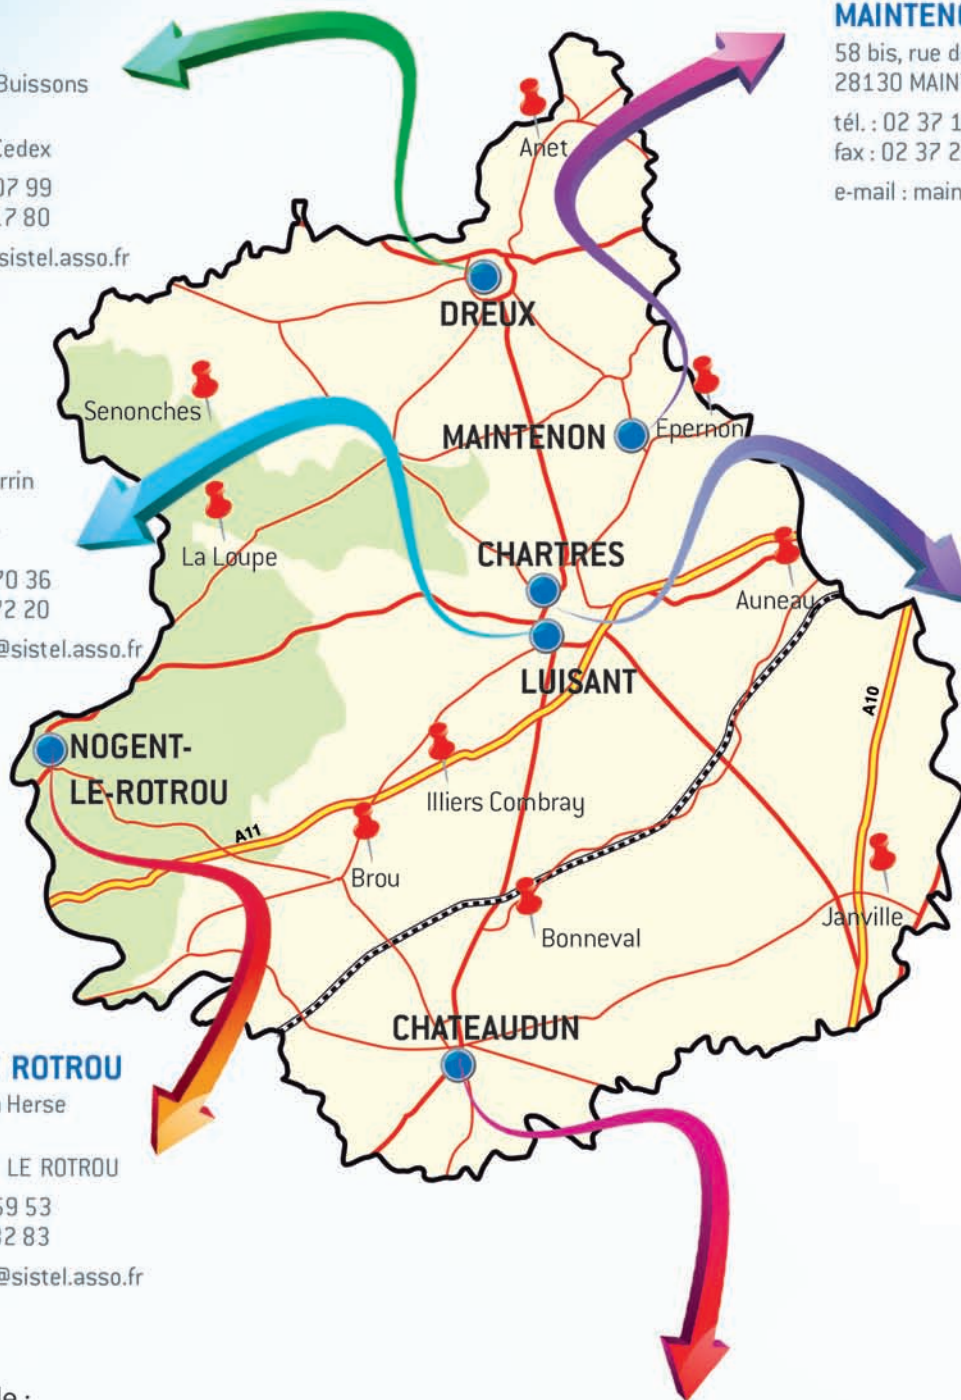 Buissons
Cedex
07 99
17 80
sistel.asso.fr
MAINTENO
58 bis, rue d
28130 MAIN
tél. : 02 37 1
fax : 02 37 2
e-mail : main
Anet
DREUX
Senonches
MAINTENON
Epernon
rrin
La Loupe
CHARTRES
70 36
72 20
@sistel.asso.fr
Auneau
LUISANT
A10
NOGENT-
LE-ROTROU
Illiers Combray
A11
Brou
Janville
Bonneval
CHATEAUDUN
ROTROU
Herse
LE ROTROU
59 53
32 83
@sistel.asso.fr